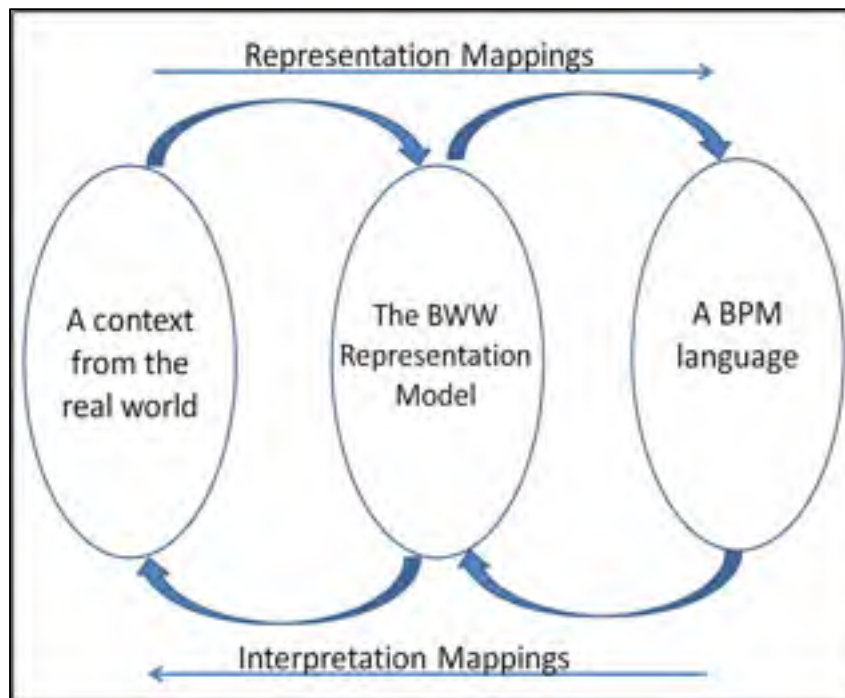 Representation Mappings
A context
from the
real world
The BWW
Representation
Model
A BPM
language
Interpretation Mappings